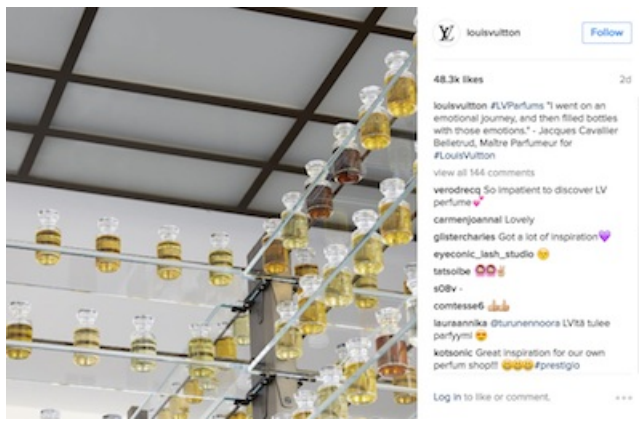 LV louisvuitton Follow
48.3k likes 2d
louisvuitton #LVParfums "I went on an
emotional journey, and then filled bottles
with those emotions." - Jacques Cavallier
Belletrud, Maître Parfumeur for
#LouisVuitton
view all 144 comments
verodrecq So impatient to discover LV
perfume💕
carmenjoannal Lovely
glistercharles Got a lot of inspiration💜
eyeconic_lash_studio
tatsoibe
s08v -
comtesse6
lauraannika @turunennoora LVltä tulee
parfyymi 😍
kotsonic Great inspiration for our own
perfum shop!!! 😄😄😄#prestigio
Log in to like or comment.